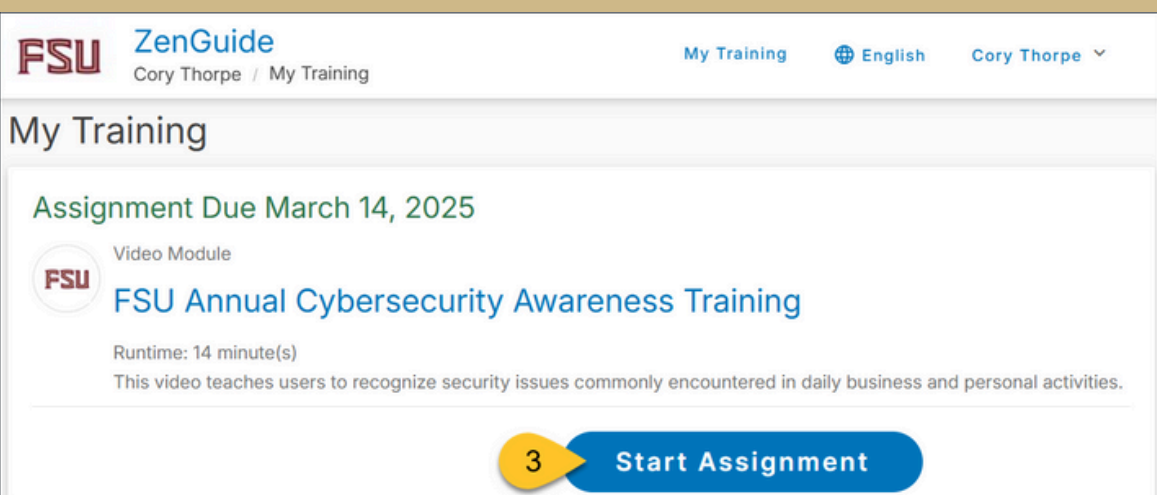 FSU
ZenGuide
Cory Thorpe / My Training
My Training
English
Cory Thorpe
My Training
Assignment Due March 14, 2025
FSU
Video Module
FSU Annual Cybersecurity Awareness Training
Runtime: 14 minute(s)
This video teaches users to recognize security issues commonly encountered in daily business and personal activities.
3
Start Assignment